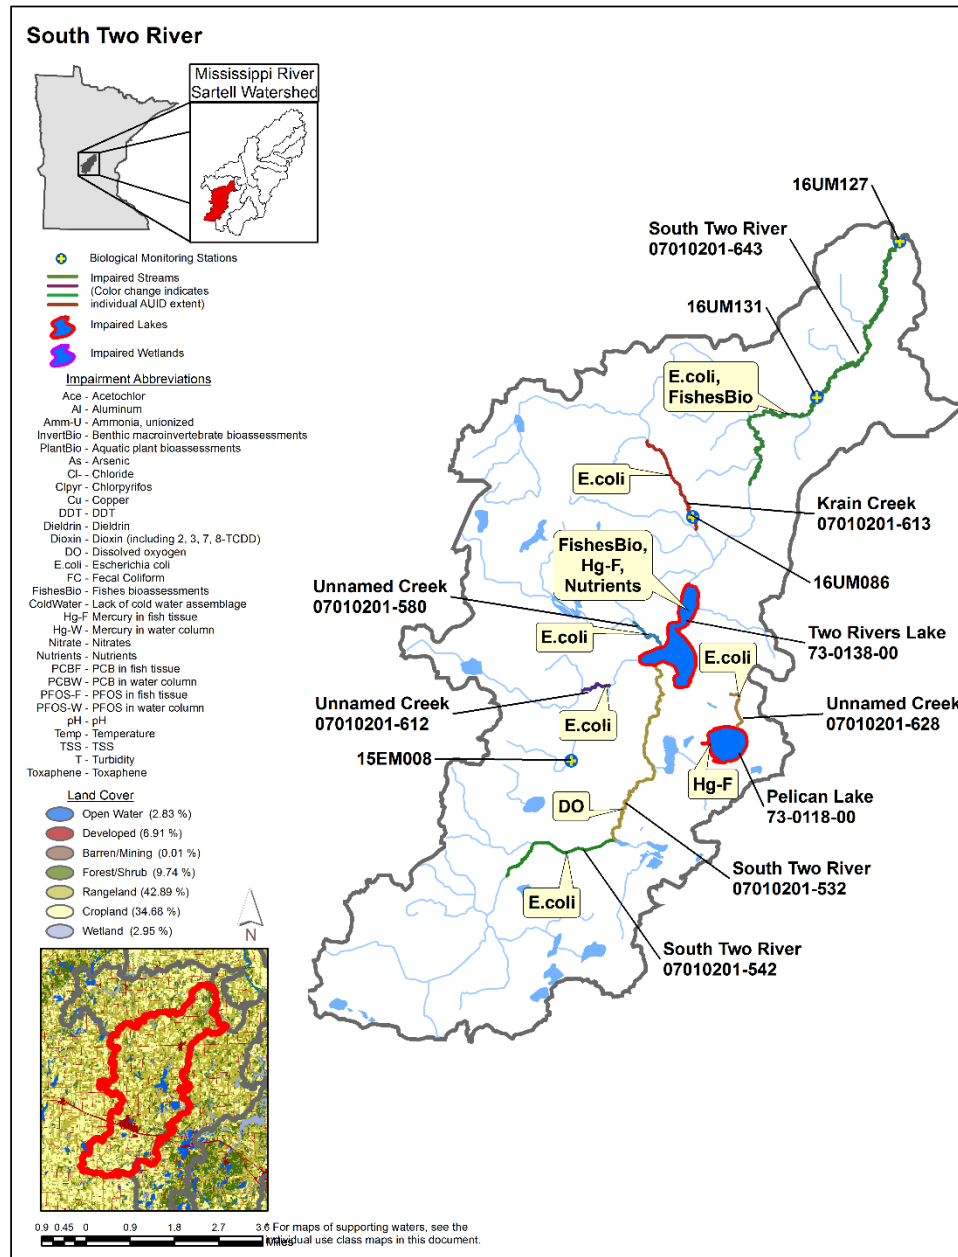 South Two River
Mississippi River
Sartell Watershed
Biological Monitoring Stations
Impaired Streams
(Color change indicates
individual AUID extent)
Impaired Lakes
Impaired Wetlands
Impairment Abbreviations
Ace - Acetochlor
Al - Aluminum
Amm-U - Ammonia, unionized
InvertBio - Benthic macroinvertebrate bioassessments
PlantBio - Aquatic plant bioassessments
As - Arsenic
Cl- - Chloride
Clpyr - Chlorpyrifos
Cu - Copper
DDT - DDT
Dieldrin - Dieldrin
Dioxin - Dioxin (including 2, 3, 7, 8-TCDD)
DO - Dissolved oxygen
E.coli - Escherichia coli
FC - Fecal Coliform
FishesBio - Fishes bioassessments
ColdWater - Lack of cold water assemblage
Hg-F - Mercury in fish tissue
Hg-W - Mercury in water column
Nitrate - Nitrates
Nutrients - Nutrients
PCBF - PCB in fish tissue
PCBW - PCB in water column
PFOS-F - PFOS in fish tissue
PFOS-W - PFOS in water column
pH - pH
Temp - Temperature
TSS - TSS
T - Turbidity
Toxaphene - Toxaphene
Land Cover
Open Water (2.83 %)
Developed (6.91 %)
Barren/Mining (0.01 %)
Forest/Shrub (9.74 %)
Rangeland (42.89 %)
Cropland (34.68 %)
Wetland (2.95 %)
N
16UM127
South Two River
07010201-643
16UM131
E.coli,
FishesBio
E.coli
Krain Creek
07010201-613
FishesBio,
Hg-F,
Nutrients
16UM086
Unnamed Creek
07010201-580
E.coli
Two Rivers Lake
73-0138-00
E.coli
Unnamed Creek
07010201-612
E.coli
Unnamed Creek
07010201-628
15EM008
Hg-F
Pelican Lake
73-0118-00
DO
South Two River
07010201-532
E.coli
South Two River
07010201-542
0.9 0.45 0 0.9 1.8 2.7 3.6
Miles
* For maps of supporting waters, see the
individual use class maps in this document.